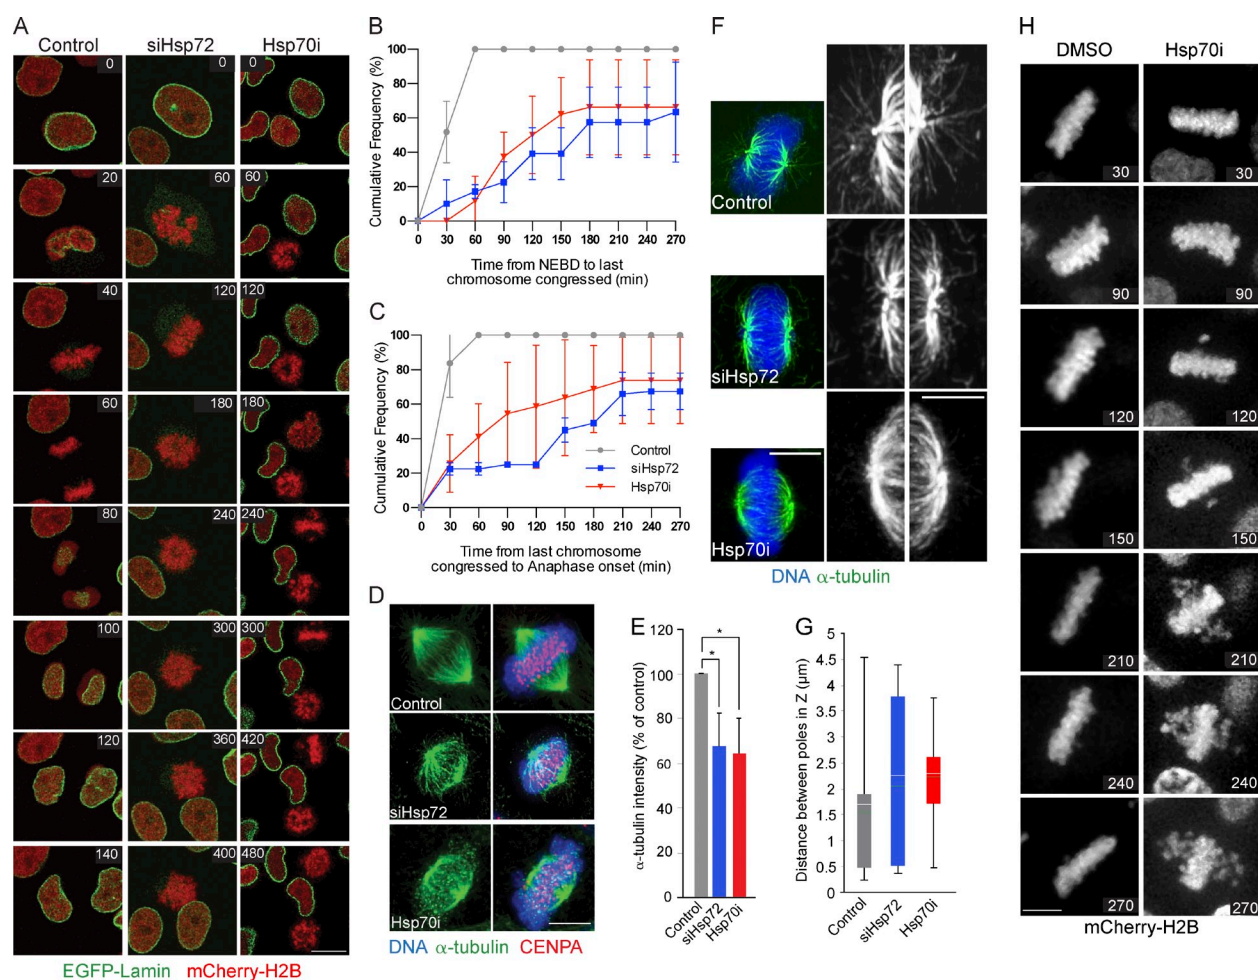 A
Control
siHsp72
Hsp70i
0
0
0
20
60
60
40
120
120
60
180
180
80
240
240
100
300
300
120
360
420
140
400
480
EGFP-Lamin
mCherry-H2B
B
Cumulative Frequency (%)
100
80
60
40
20
0
0 30 60 90 120 150 180 210 240 270
Time from NEBD to last
chromosome congressed (min)
C
Cumulative Frequency (%)
100
80
60
40
20
0
Control
siHsp72
Hsp70i
0 30 60 90 120 150 180 210 240 270
Time from last chromosome
congressed to Anaphase onset (min)
D
Control
siHsp72
Hsp70i
DNA α-tubulin CENPA
E
α-tubulin intensity (% of control)
120
100
80
60
40
20
0
*
*
Control
siHsp72
Hsp70i
F
Control
siHsp72
Hsp70i
DNA α-tubulin
G
Distance between poles in Z (μm)
5
4.5
4
3.5
3
2.5
2
1.5
1
0.5
0
Control
siHsp72
Hsp70i
H
DMSO
Hsp70i
30
30
90
90
120
120
150
150
210
210
240
240
270
270
mCherry-H2B